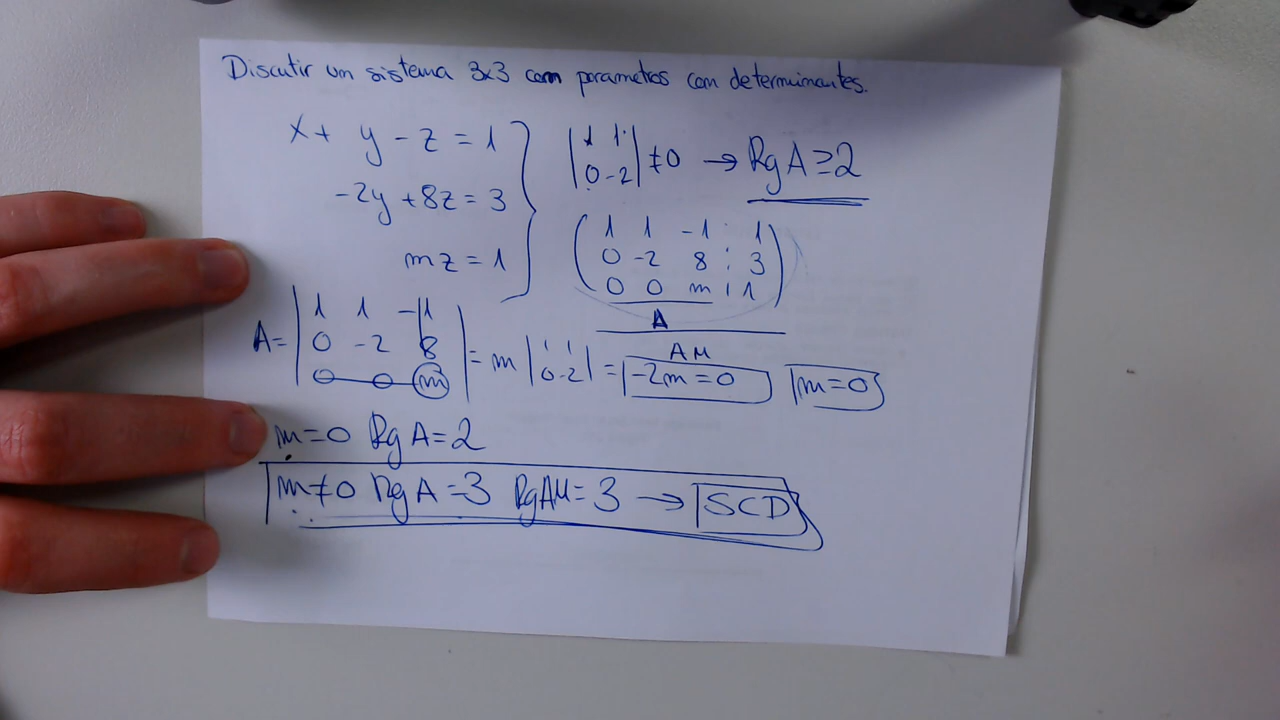 Discutir un sistema 3x3 con parametros con determinantes.
x + y - z = 1
-2y + 8z = 3
mz = 1
|1 1|
|0 -2| ≠0 → Rg A ≥ 2
( 1 1 -1 : 1 )
( 0 -2 8 : 3 )
( 0 0 m : 1 )
A
AM
A= | 1 1 -1 |
| 0 -2 8 |
| 0 0 m | = m | 1 1 |
| 0 -2 | = -2m = 0 m=0
m=0 Rg A=2
m≠0 Rg A=3 Rg AM=3 → SCD